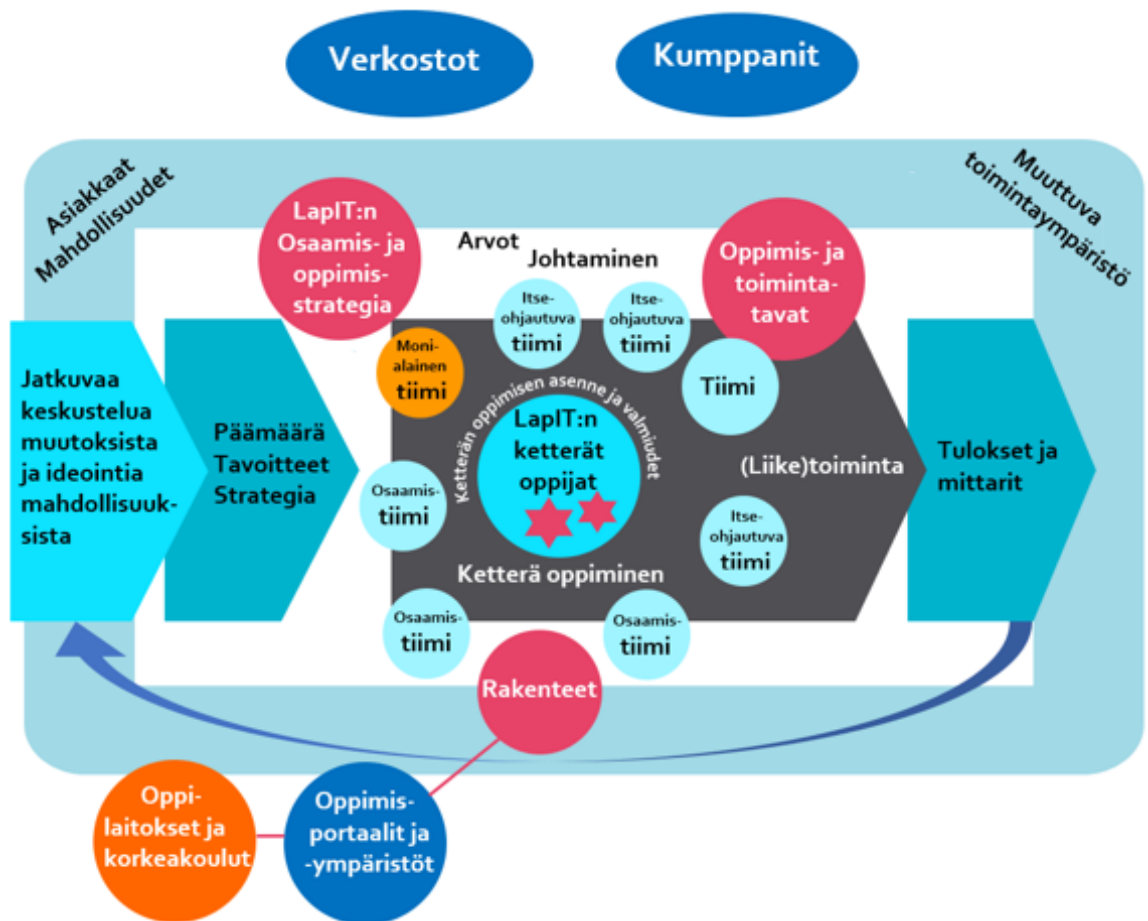 Verkostot
Kumppanit
Asiakkaat
Mahdollisuudet
Muuttuva
toimintaympäristö
LapIT:n
Osaamis- ja
oppimis-
strategia
Arvot
Johtaminen
Oppimis- ja
toiminta-
tavat
Itse-
ohjautuva
tiimi
Itse-
ohjautuva
tiimi
Moni-
alainen
tiimi
Tiimi
Jatkuvaa
keskustelua
muutoksista
ja ideointia
mahdollisuuk-
sista
Päämäärä
Tavoitteet
Strategia
Ketterän oppimisen asenne ja valmiudet
LapIT:n
ketterät
oppijat
(Liike)toiminta
Tulokset ja
mittarit
Osaamis-
tiimi
Itse-
ohjautuva
tiimi
Ketterä oppiminen
Osaamis-
tiimi
Osaamis-
tiimi
Rakenteet
Oppi-
laitokset ja
korkeakoulut
Oppimis-
portaalit ja
-ympäristöt